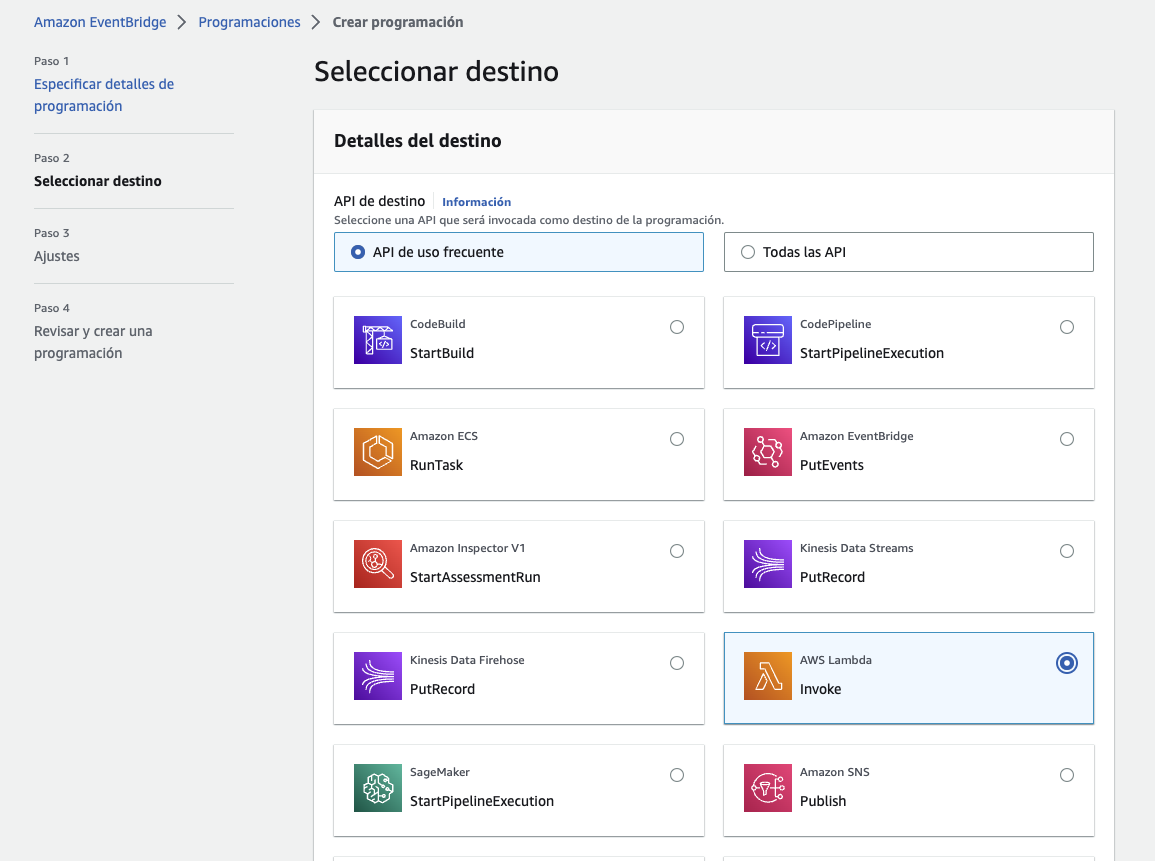 Amazon EventBridge > Programaciones > Crear programación
Paso 1
Especificar detalles de
programación
Paso 2
Seleccionar destino
Paso 3
Ajustes
Paso 4
Revisar y crear una
programación
Seleccionar destino
Detalles del destino
API de destino | Información
Seleccione una API que será invocada como destino de la programación.
API de uso frecuente
Todas las API
CodeBuild
StartBuild
CodePipeline
StartPipelineExecution
Amazon ECS
RunTask
Amazon EventBridge
PutEvents
Amazon Inspector V1
StartAssessmentRun
Kinesis Data Streams
PutRecord
Kinesis Data Firehose
PutRecord
AWS Lambda
Invoke
SageMaker
StartPipelineExecution
Amazon SNS
Publish